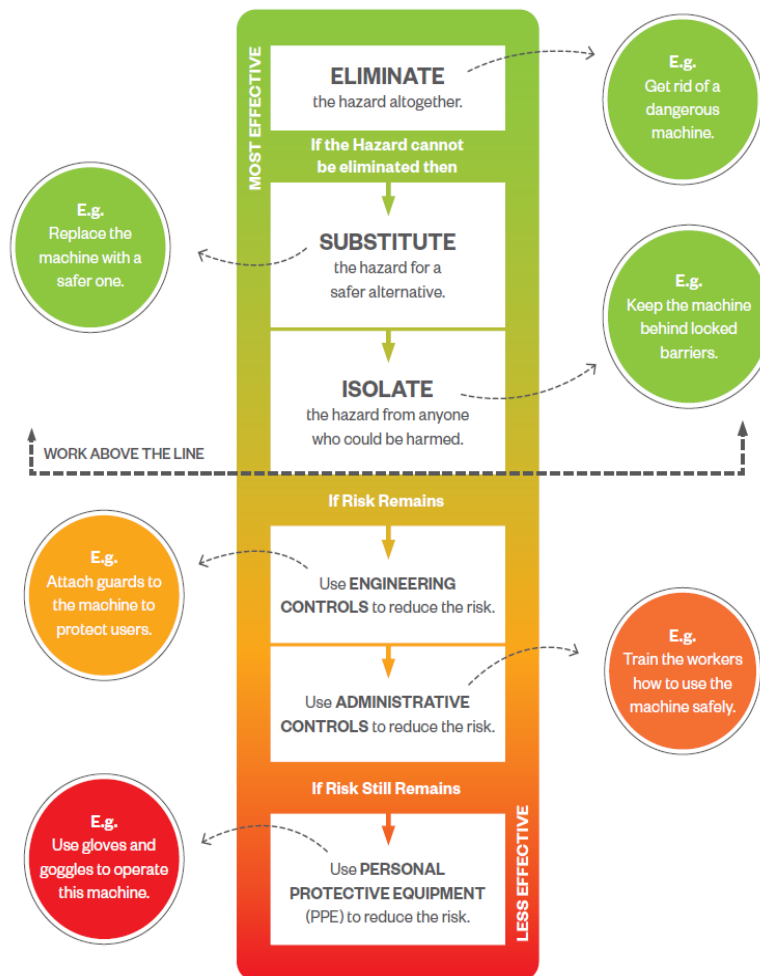 MOST EFFECTIVE
ELIMINATE
the hazard altogether.
E.g.
Get rid of a
dangerous
machine.
If the Hazard cannot
be eliminated then
E.g.
Replace the
machine with a
safer one.
SUBSTITUTE
the hazard for a
safer alternative.
E.g.
Keep the machine
behind locked
barriers.
ISOLATE
the hazard from anyone
who could be harmed.
WORK ABOVE THE LINE
If Risk Remains
E.g.
Attach guards to
the machine to
protect users.
Use ENGINEERING
CONTROLS to reduce the risk.
E.g.
Train the workers
how to use the
machine safely.
Use ADMINISTRATIVE
CONTROLS to reduce the risk.
If Risk Still Remains
E.g.
Use gloves and
goggles to operate
this machine.
Use PERSONAL
PROTECTIVE EQUIPMENT
(PPE) to reduce the risk.
LESS EFFECTIVE